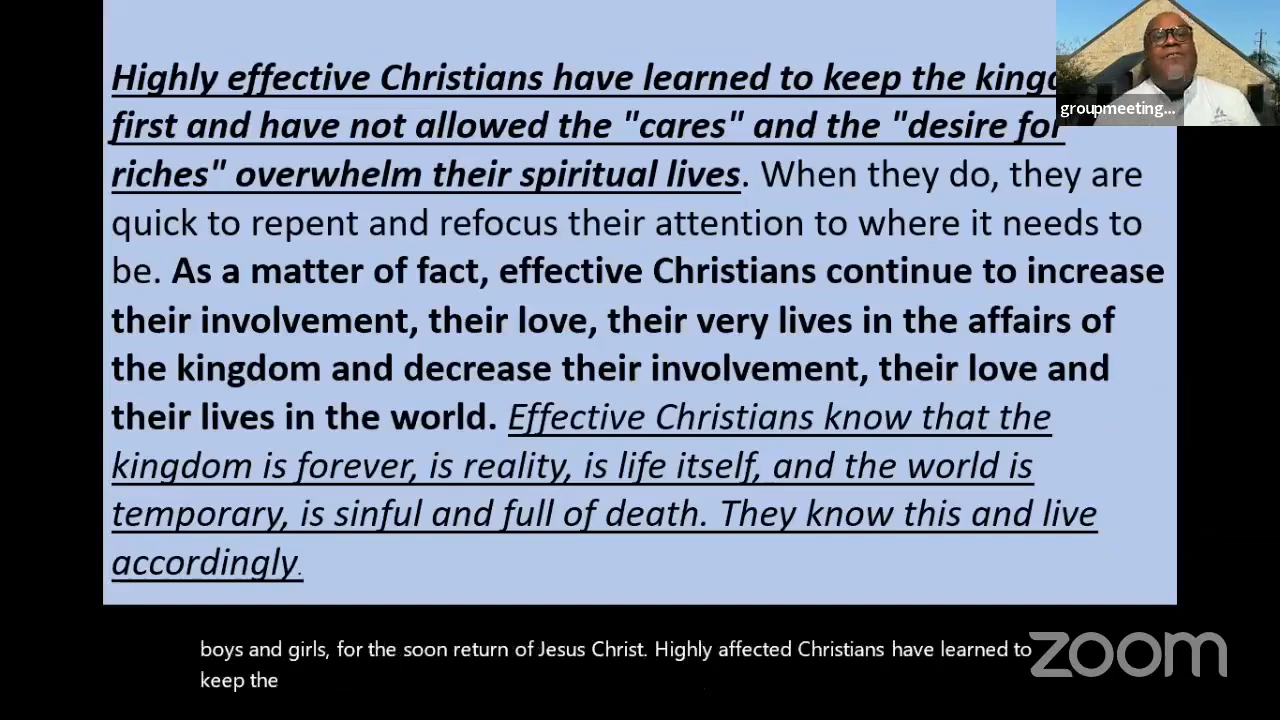 Highly effective Christians have learned to keep the
first and have not allowed the "cares" and the "desire for
riches" overwhelm their spiritual lives. When they do, they are
quick to repent and refocus their attention to where it needs to
be. As a matter of fact, effective Christians continue to increase
their involvement, their love, their very lives in the affairs of
the kingdom and decrease their involvement, their love and
their lives in the world. Effective Christians know that the
kingdom is forever, is reality, is life itself, and the world is
temporary, is sinful and full of death. They know this and live
accordingly.
groupmeeting...
boys and girls, for the soon return of Jesus Christ. Highly affected Christians have learned to
keep the
zoom